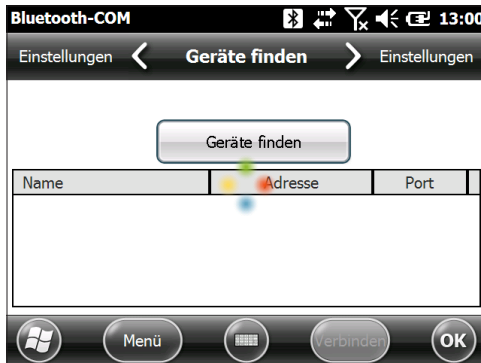 Bluetooth-COM 13:00
Einstellungen Geräte finden Einstellungen
Geräte finden
Name Adresse Port
Menü Verbinden OK